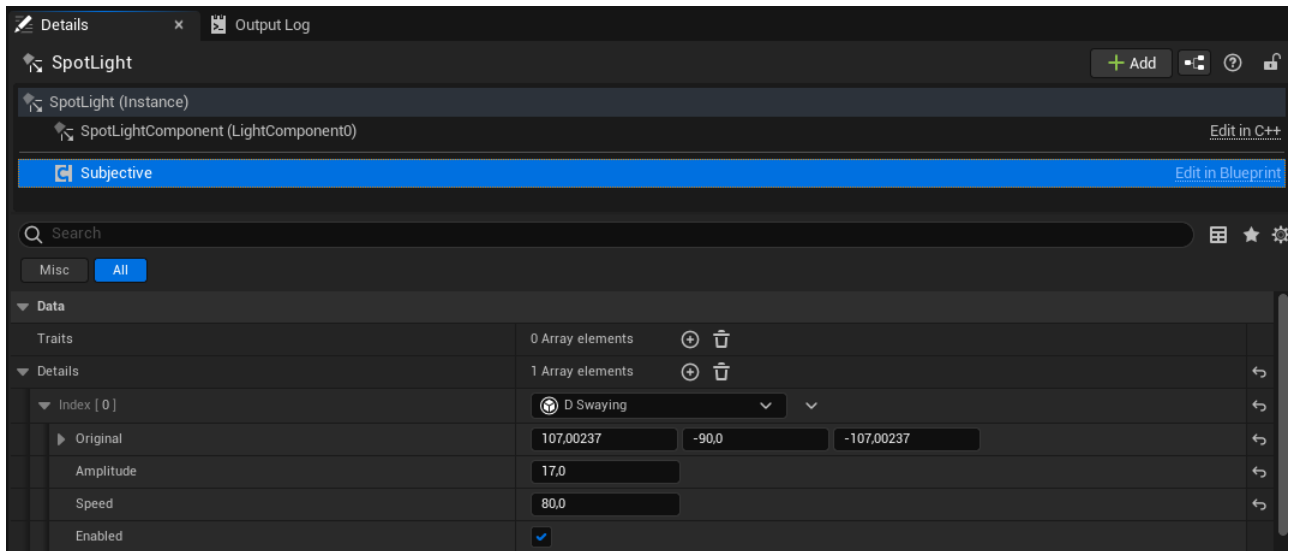 Details × Output Log
SpotLight + Add
SpotLight (Instance)
SpotLightComponent (LightComponent0) Edit in C++
Subjective Edit in Blueprint
Search
Misc All
Data
Traits 0 Array elements
Details 1 Array elements
Index [ 0 ] D Swaying
Original 107,00237 -90,0 -107,00237
Amplitude 17,0
Speed 80,0
Enabled